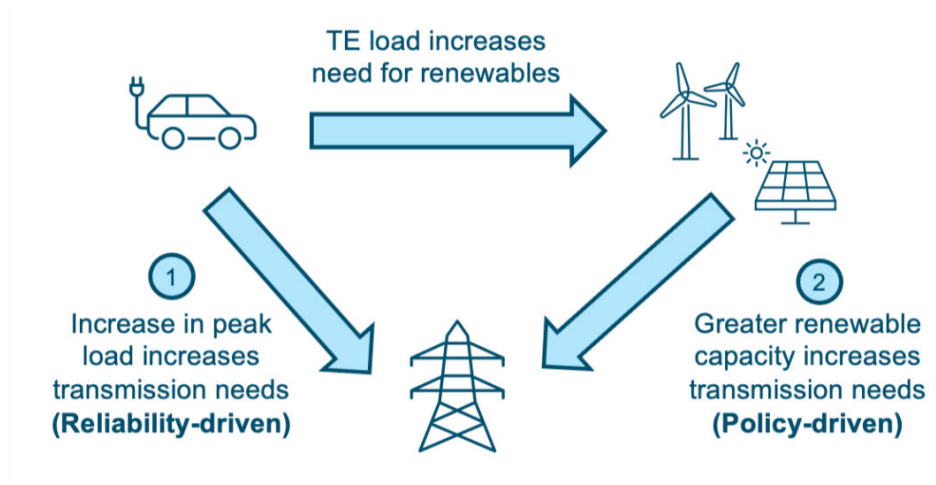 TE load increases
need for renewables
1
Increase in peak
load increases
transmission needs
(Reliability-driven)
2
Greater renewable
capacity increases
transmission needs
(Policy-driven)